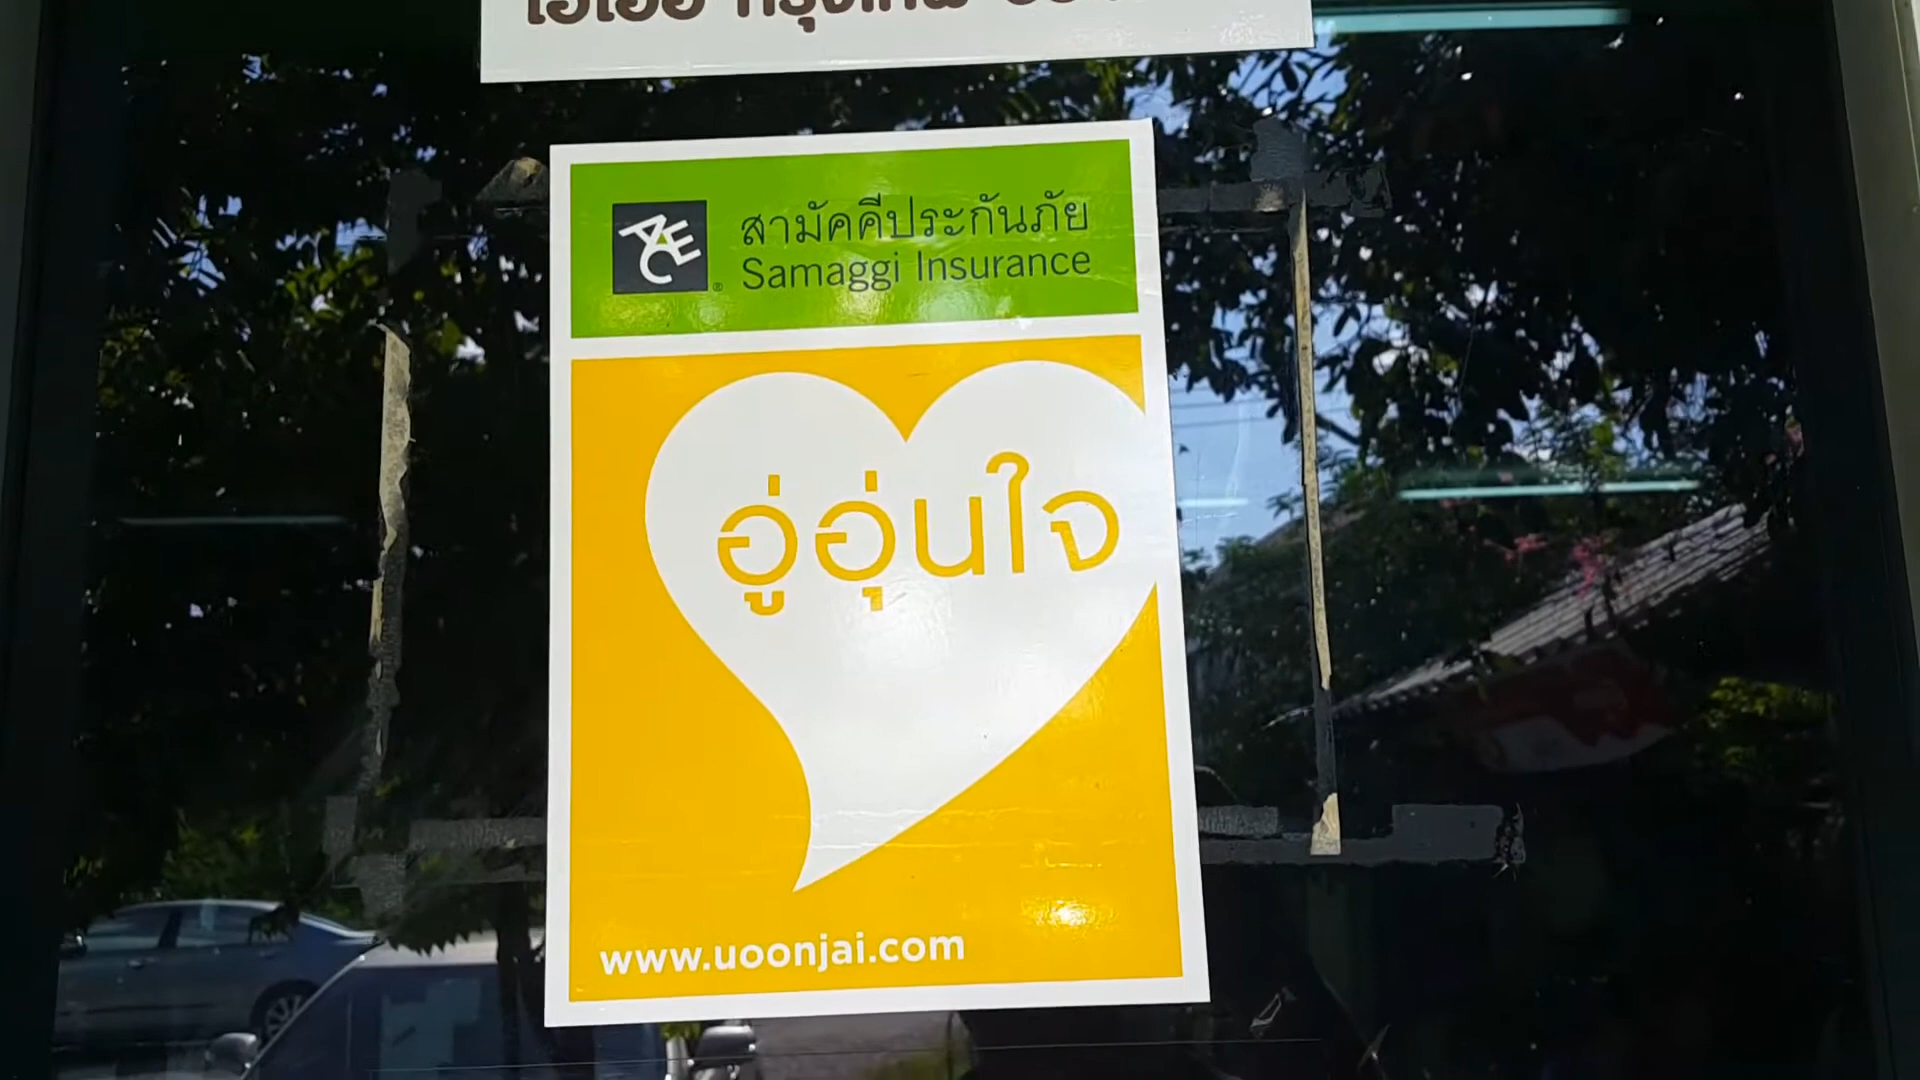 สามัคคีประกันภัย
Samaggi Insurance
อู่อุ่นใจ
www.uoonjai.com